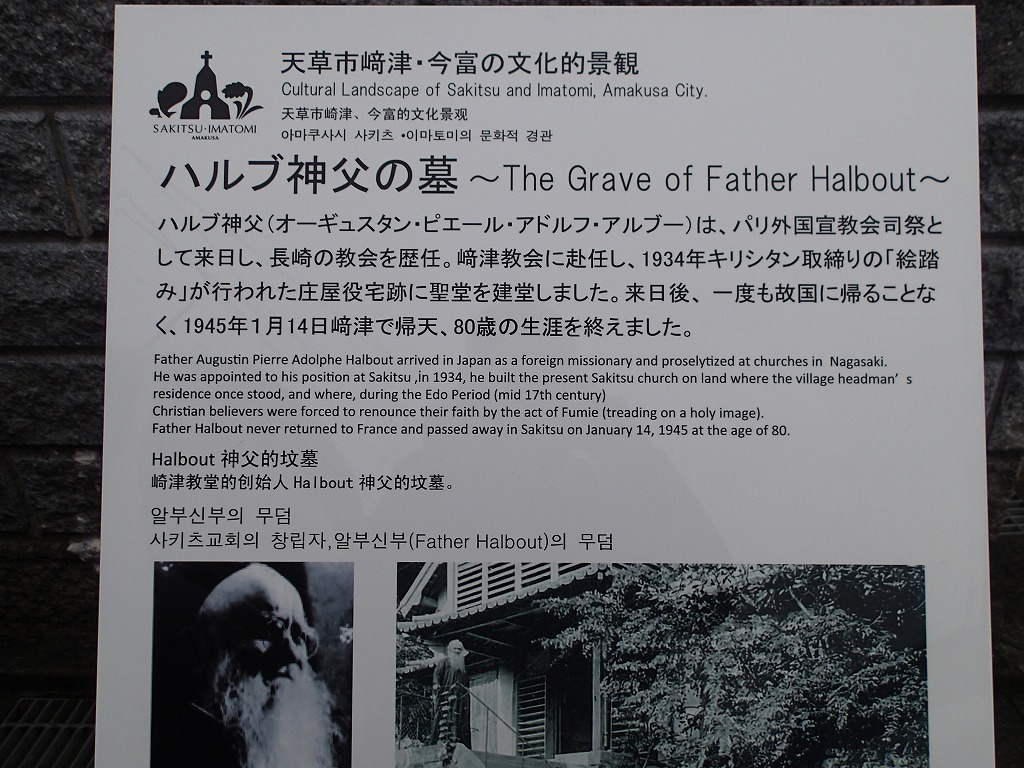 SAKITSU・IMATOMI
AMAKUSA
天草市﨑津・今富の文化的景観
Cultural Landscape of Sakitsu and Imatomi, Amakusa City.
天草市崎津、今富的文化景观
아마쿠사시 사키츠 •이마토미의 문화적 경관
ハルブ神父の墓 ～The Grave of Father Halbout～
ハルブ神父（オーギュスタン・ピエール・アドルフ・アルブー）は、パリ外国宣教会司祭と
して来日し、長崎の教会を歴任。﨑津教会に赴任し、1934年キリシタン取締りの「絵踏
み」が行われた庄屋役宅跡に聖堂を建堂しました。来日後、 一度も故国に帰ることな
く、1945年１月14日﨑津で帰天、80歳の生涯を終えました。
Father Augustin Pierre Adolphe Halbout arrived in Japan as a foreign missionary and proselytized at churches in Nagasaki.
He was appointed to his position at Sakitsu ,in 1934, he built the present Sakitsu church on land where the village headman’s
residence once stood, and where, during the Edo Period (mid 17th century)
Christian believers were forced to renounce their faith by the act of Fumie (treading on a holy image).
Father Halbout never returned to France and passed away in Sakitsu on January 14, 1945 at the age of 80.
Halbout 神父的坟墓
崎津教堂的创始人 Halbout 神父的坟墓。
알부신부의 무덤
사키츠교회의 창립자,알부신부(Father Halbout)의 무덤